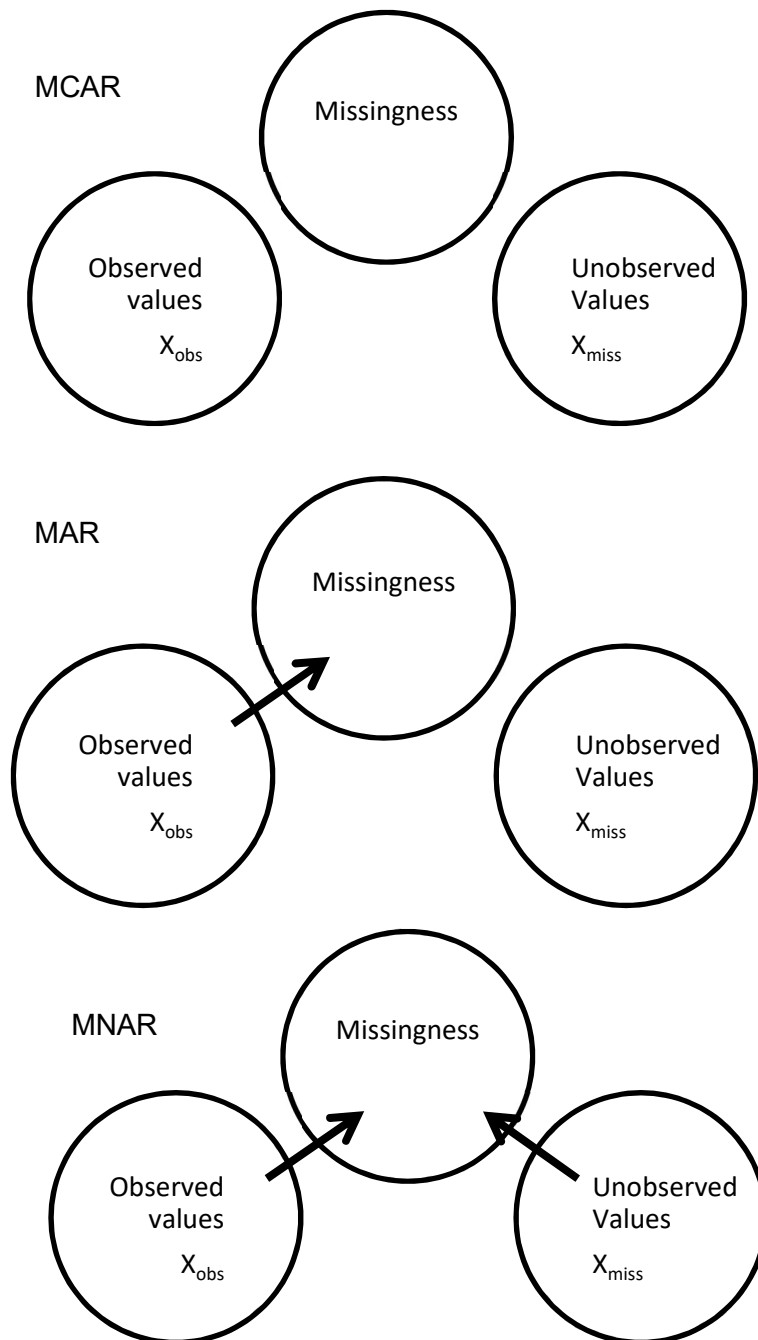 MCAR
Missingness
Observed
values
X_obs
Unobserved
Values
X_miss
MAR
Missingness
Observed
values
X_obs
Unobserved
Values
X_miss
MNAR
Missingness
Observed
values
X_obs
Unobserved
Values
X_miss